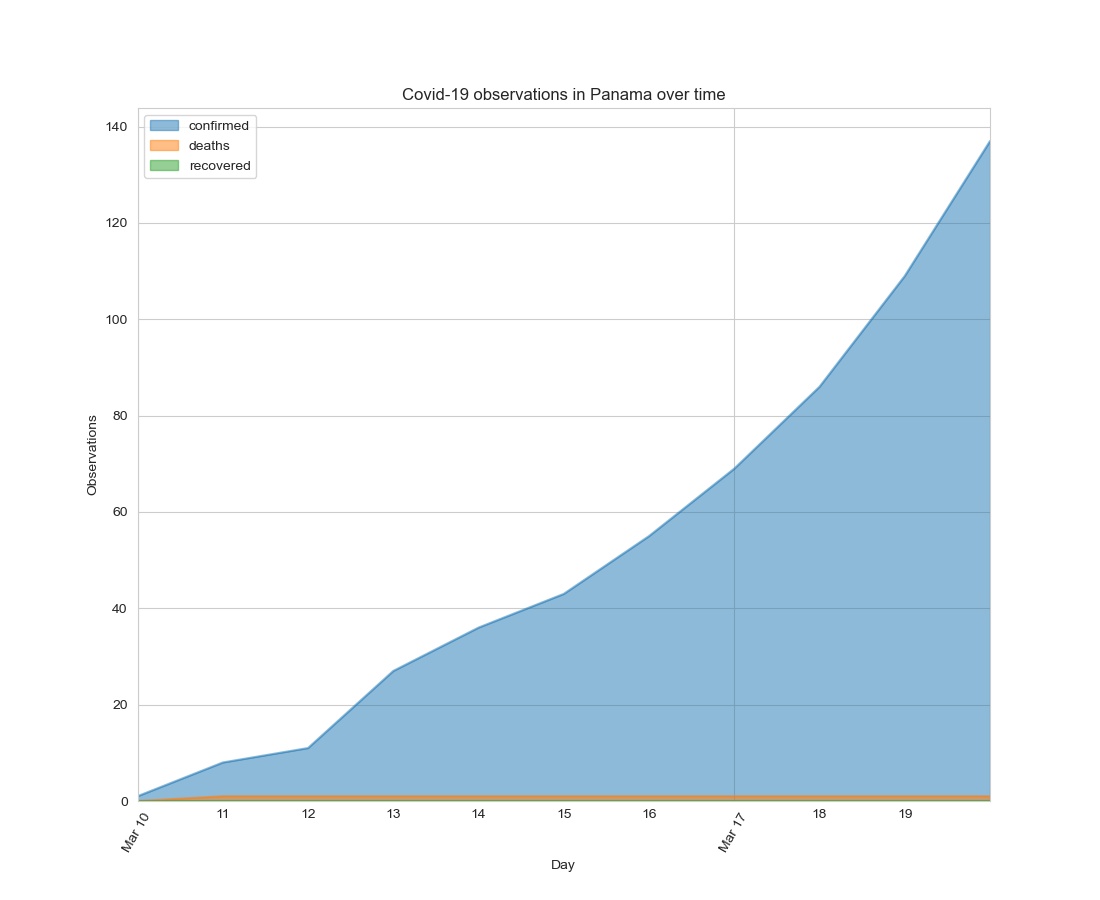 Covid-19 observations in Panama over time
confirmed
deaths
recovered
140
120
100
80
60
40
20
0
Observations
Mar 10
11
12
13
14
15
16
Mar 17
18
19
Day